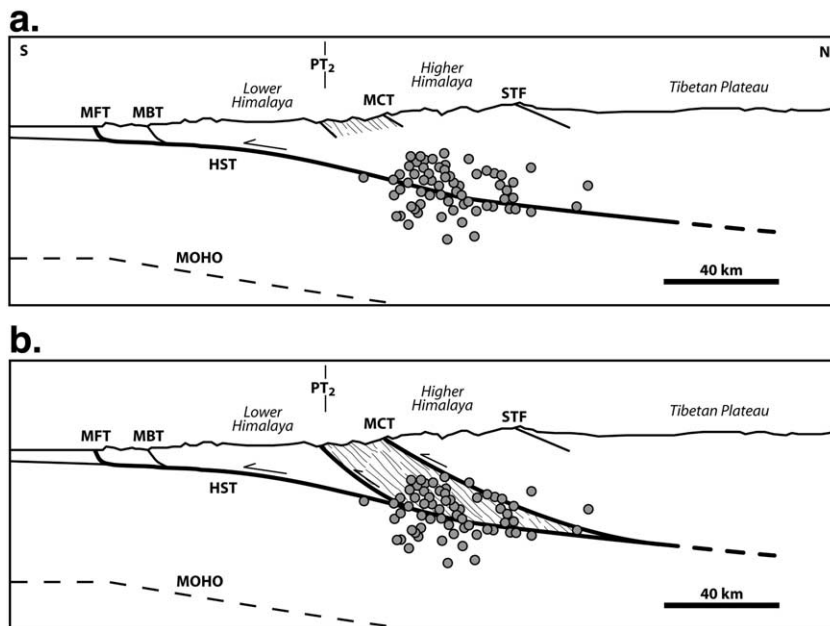 a.
S
N
PT2
Lower
Himalaya
Higher
Himalaya
Tibetan Plateau
MFT
MBT
MCT
STF
HST
MOHO
40 km
b.
PT2
Lower
Himalaya
Higher
Himalaya
Tibetan Plateau
MFT
MBT
MCT
STF
HST
MOHO
40 km